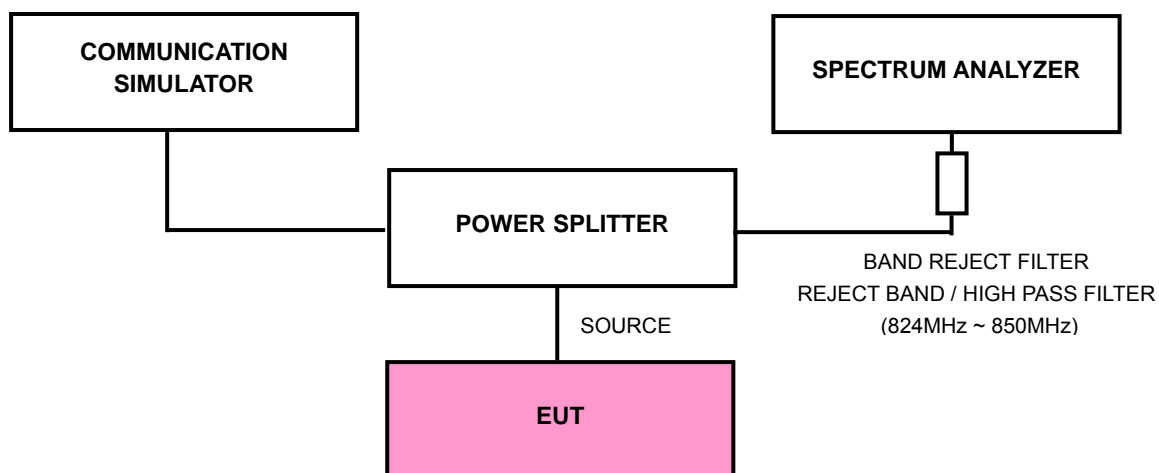 COMMUNICATION
SIMULATOR
SPECTRUM ANALYZER
POWER SPLITTER
BAND REJECT FILTER
REJECT BAND / HIGH PASS FILTER
(824MHz ~ 850MHz)
SOURCE
EUT